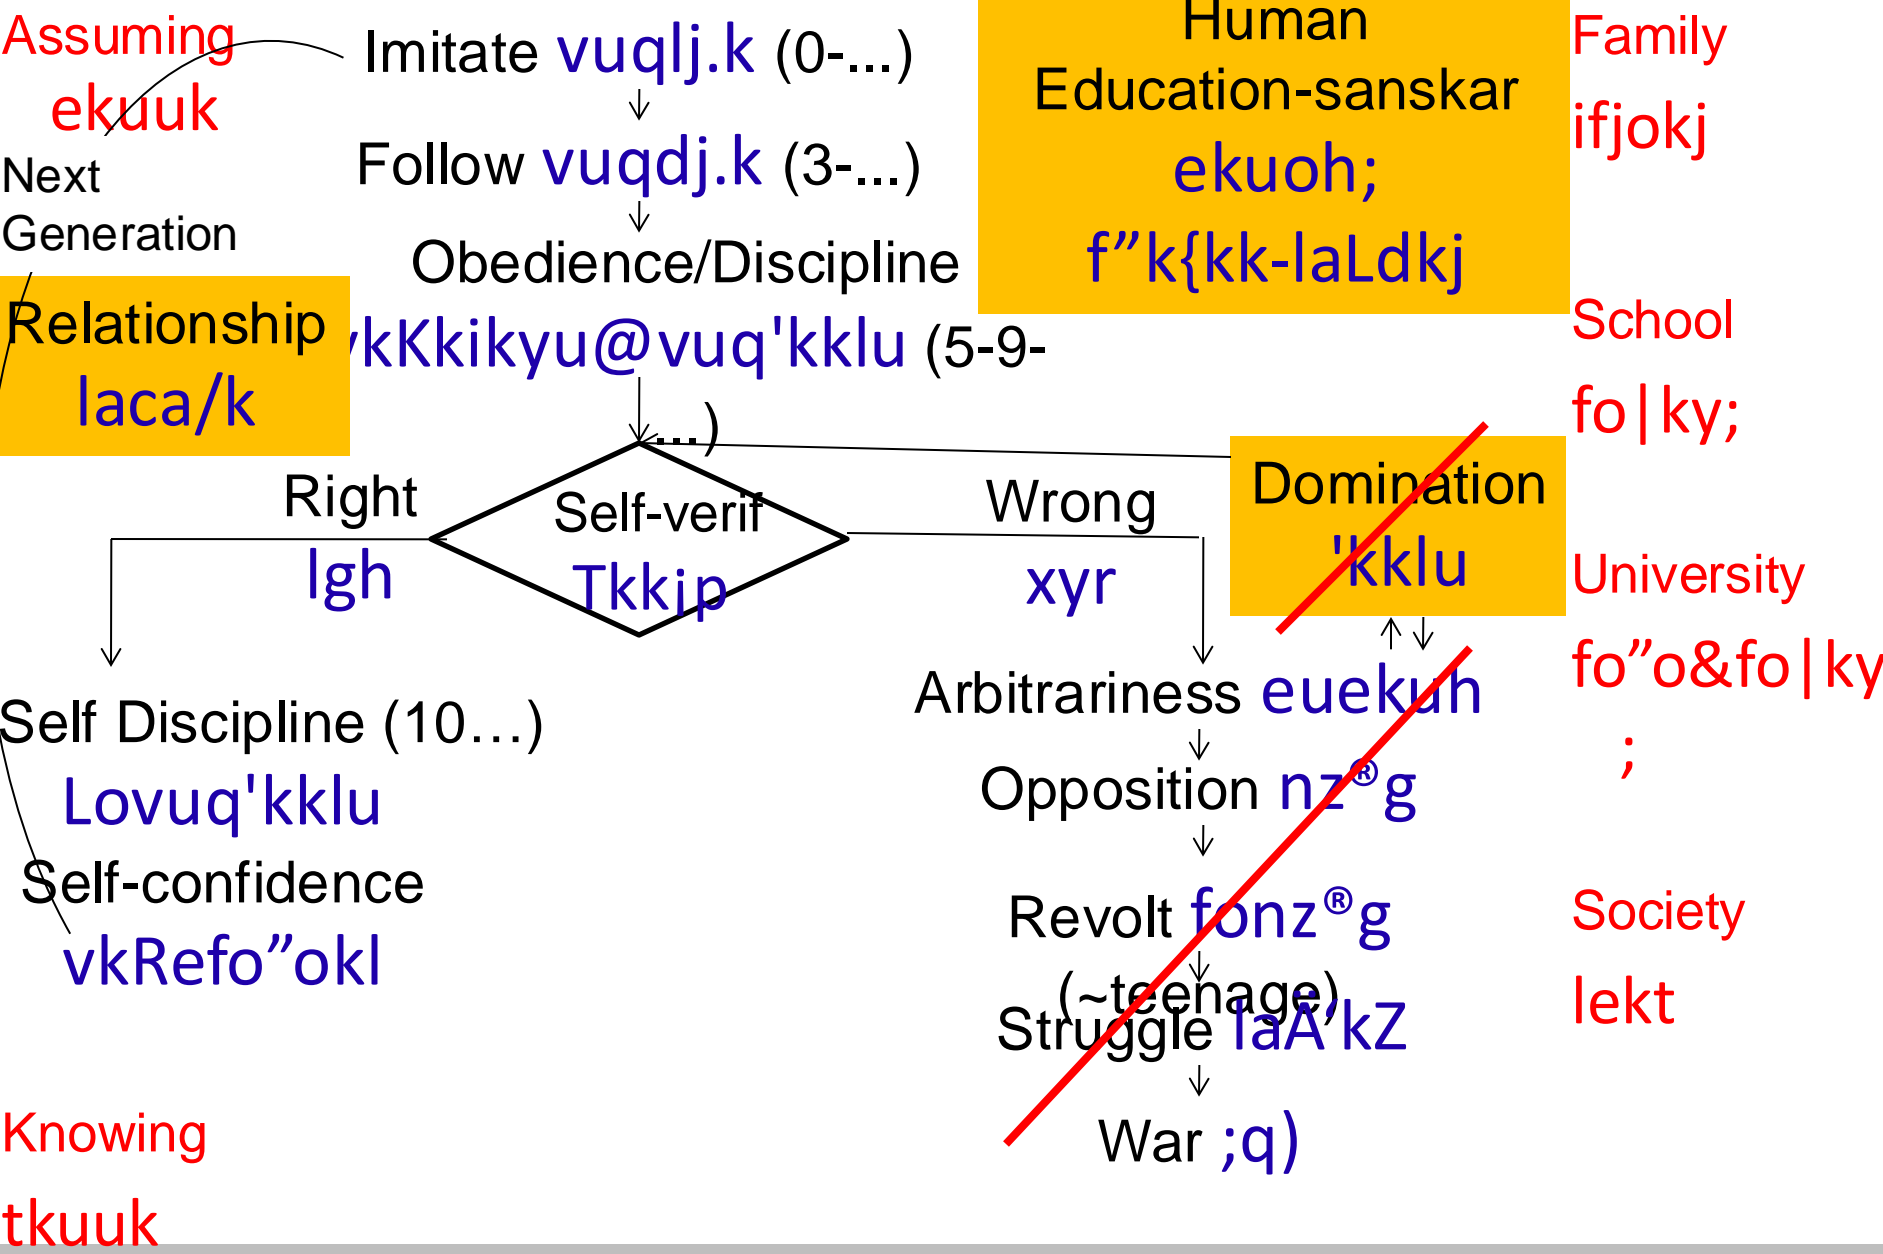 Assuming
ekuuk
Next
Generation
Relationship
laca/k
Imitate vuqlj.k (0-...)
Follow vuqdj.k (3-...)
Obedience/Discipline
kKkikyu@vuq'kklu (5-9-
...)
Human
Education-sanskar
ekuoh;
f”k{kk-laLdkj
Family
ifjokj
School
fo|ky;
University
fo”o&fo|ky
;
Society
lekt
Right
lgh
Self-verif
Tkkip
Wrong
xyr
Domination
'kklu
Self Discipline (10…)
Lovuq'kklu
Self-confidence
vkRefo”okl
Arbitrariness euekuh
Opposition nz®g
Revolt fonz®g
(~teenage)
Struggle laÄ’kZ
War ;q)
Knowing
tkuuk